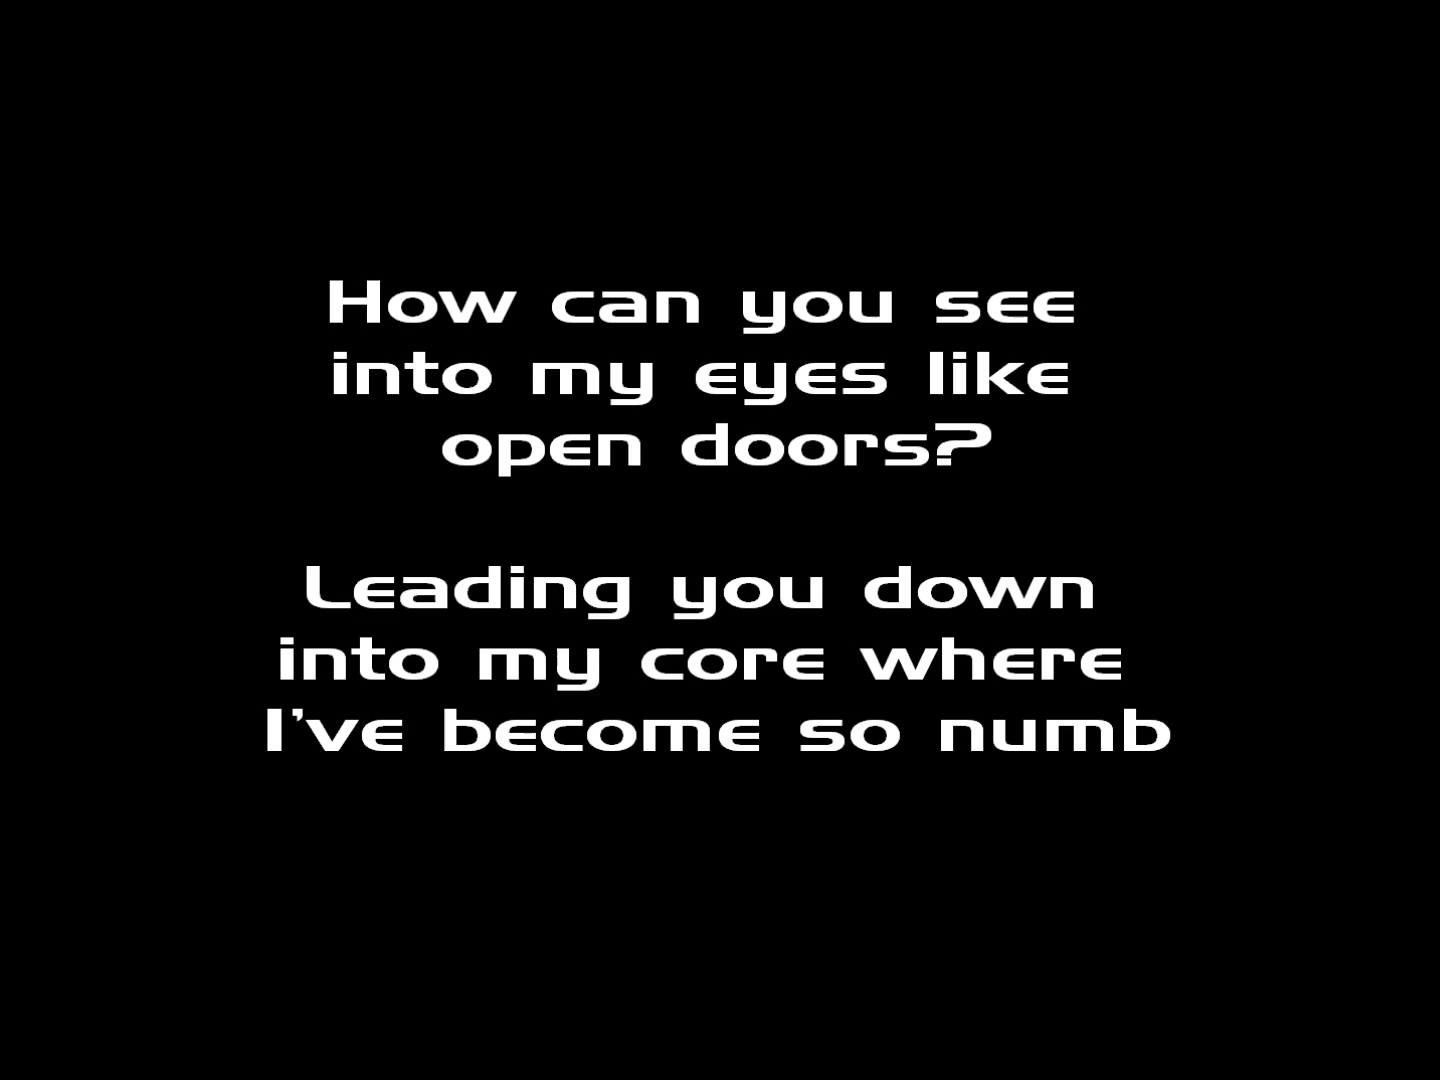 How can you see
into my eyes like
open doors?
Leading you down
into my core where
I've become so numb